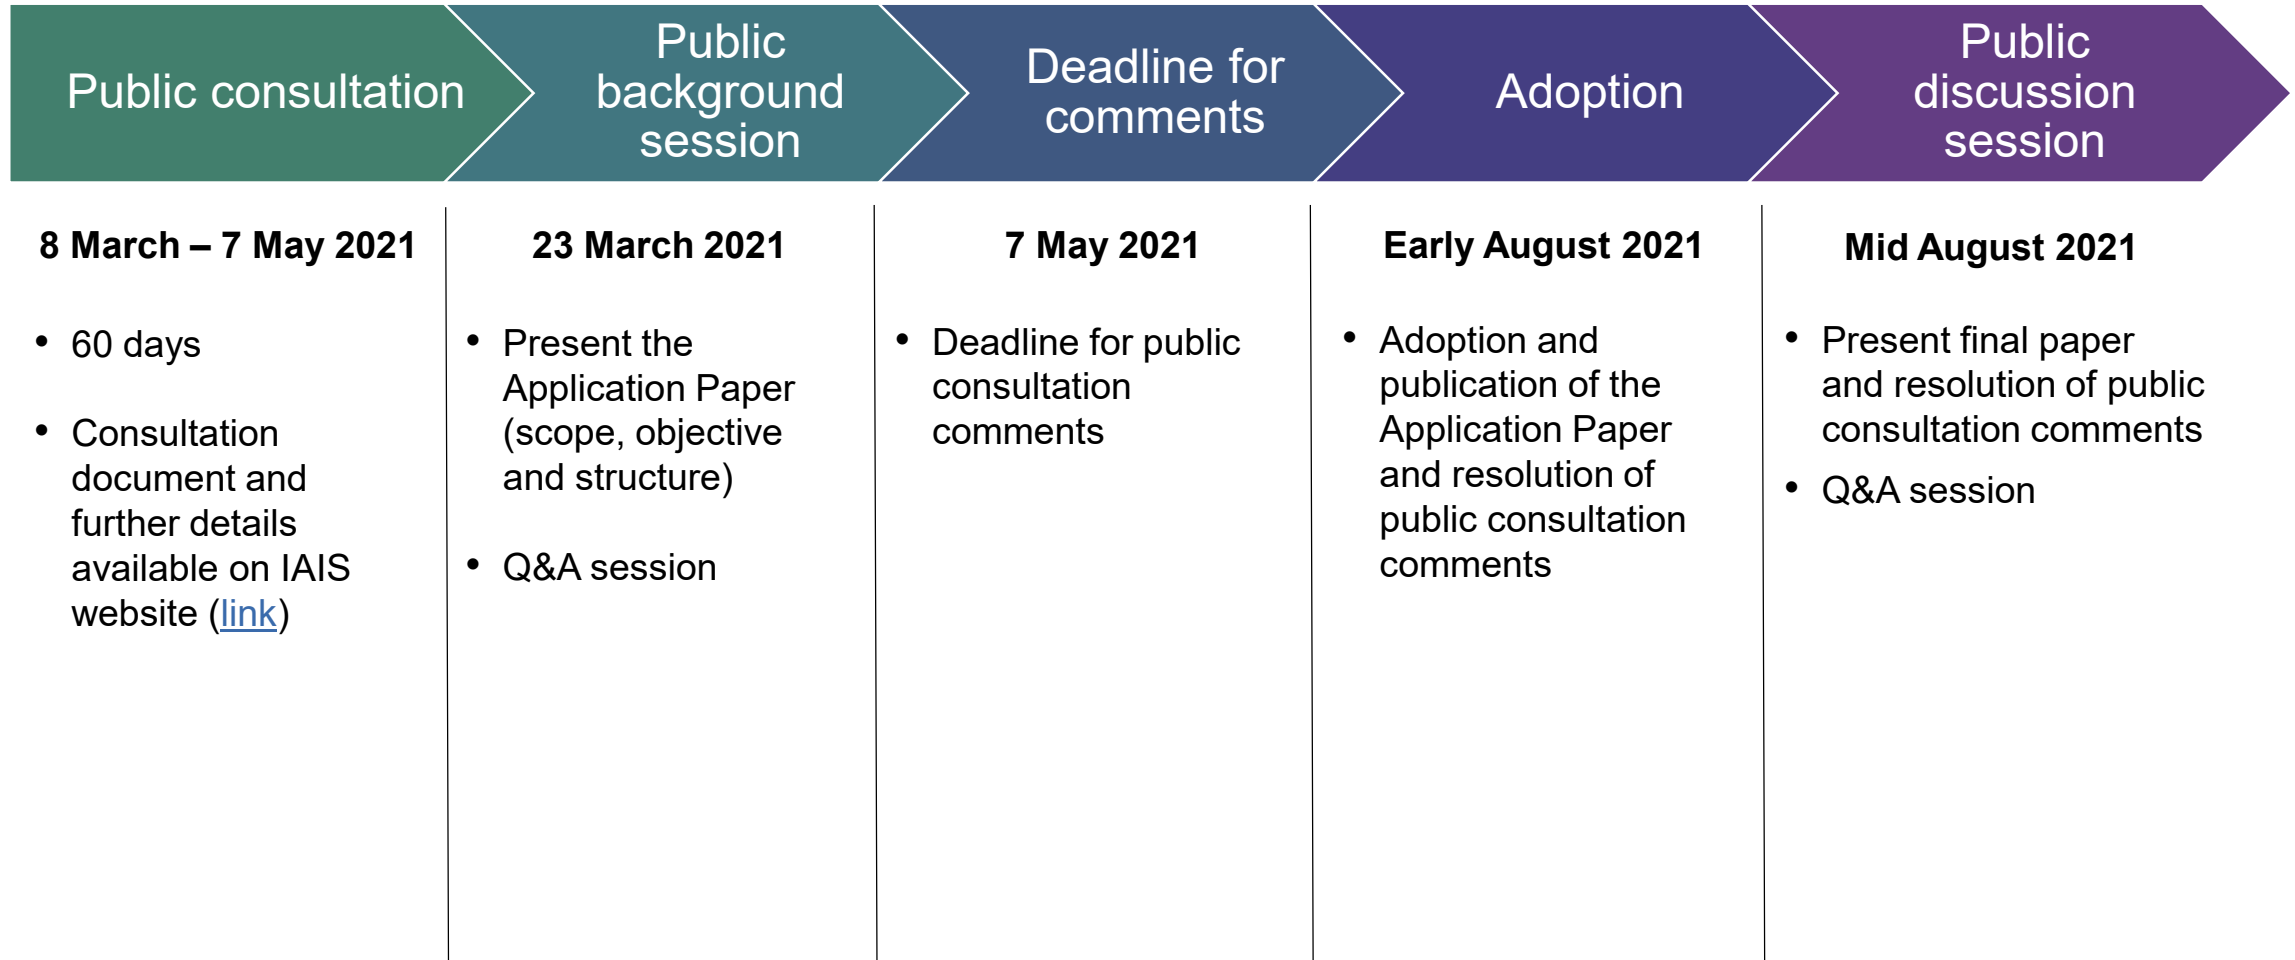 Public consultation
Public
background
session
Deadline for
comments
Adoption
Public
discussion
session
8 March – 7 May 2021
• 60 days
• Consultation
document and
further details
available on IAIS
website (link)
23 March 2021
• Present the
Application Paper
(scope, objective
and structure)
• Q&A session
7 May 2021
• Deadline for public
consultation
comments
Early August 2021
• Adoption and
publication of the
Application Paper
and resolution of
public consultation
comments
Mid August 2021
• Present final paper
and resolution of public
consultation comments
• Q&A session